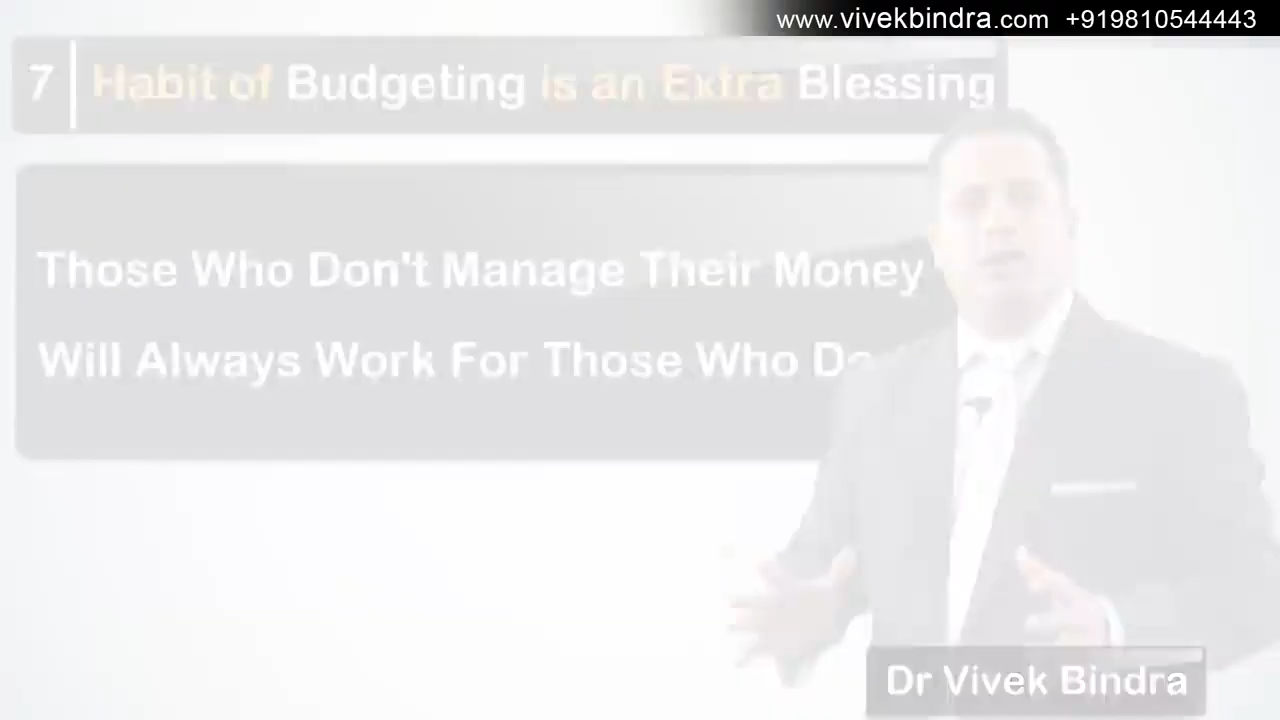 www.vivekbindra.com +919810544443
7 Habit of Budgeting is an Extra Blessing
Those Who Don't Manage Their Money
Will Always Work For Those Who Do
Dr Vivek Bindra